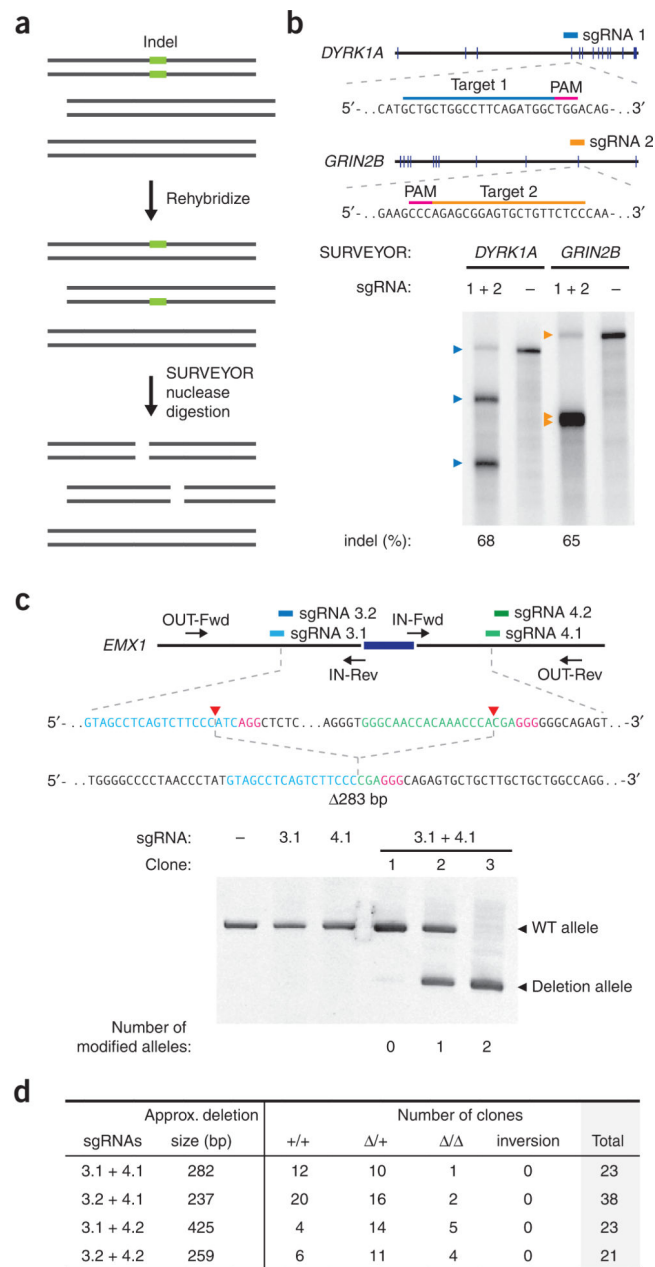 a
Indel
Rehybridize
SURVEYOR
nuclease
digestion
b
sgRNA 1
DYRK1A
Target 1 PAM
5′-..CATGCTGCTGGCCTTCAGATGGCTGGACAG-..3′
sgRNA 2
GRIN2B
PAM Target 2
5′-..GAAGCCCAGAGCGGAGTGCTGTTCTCCCAA..-3′
SURVEYOR: DYRK1A GRIN2B
sgRNA: 1 + 2 – 1 + 2 –
indel (%): 68 65
c
OUT-Fwd sgRNA 3.2 IN-Fwd sgRNA 4.2
sgRNA 3.1 sgRNA 4.1
EMX1
IN-Rev OUT-Rev
5′-..GTAGCCTCAGTCTTCCCATCAGGCTCTC...AGGGTGGGCAACCACAAACCCACGAGGGGGGCAGAGT..-3′
5′-..TGGGGCCCCTAACCCTATGTAGCCTCAGTCTTCCCCGAGGGCAGAGTGCTGCTTGCTGCTGGCCAGG..-3′
Δ283 bp
sgRNA: – 3.1 4.1 3.1 + 4.1
Clone: 1 2 3
WT allele
Deletion allele
Number of
modified alleles: 0 1 2
d
Approx. deletion Number of clones
sgRNAs size (bp) +/+ Δ/+ Δ/Δ inversion Total
3.1 + 4.1 282 12 10 1 0 23
3.2 + 4.1 237 20 16 2 0 38
3.1 + 4.2 425 4 14 5 0 23
3.2 + 4.2 259 6 11 4 0 21